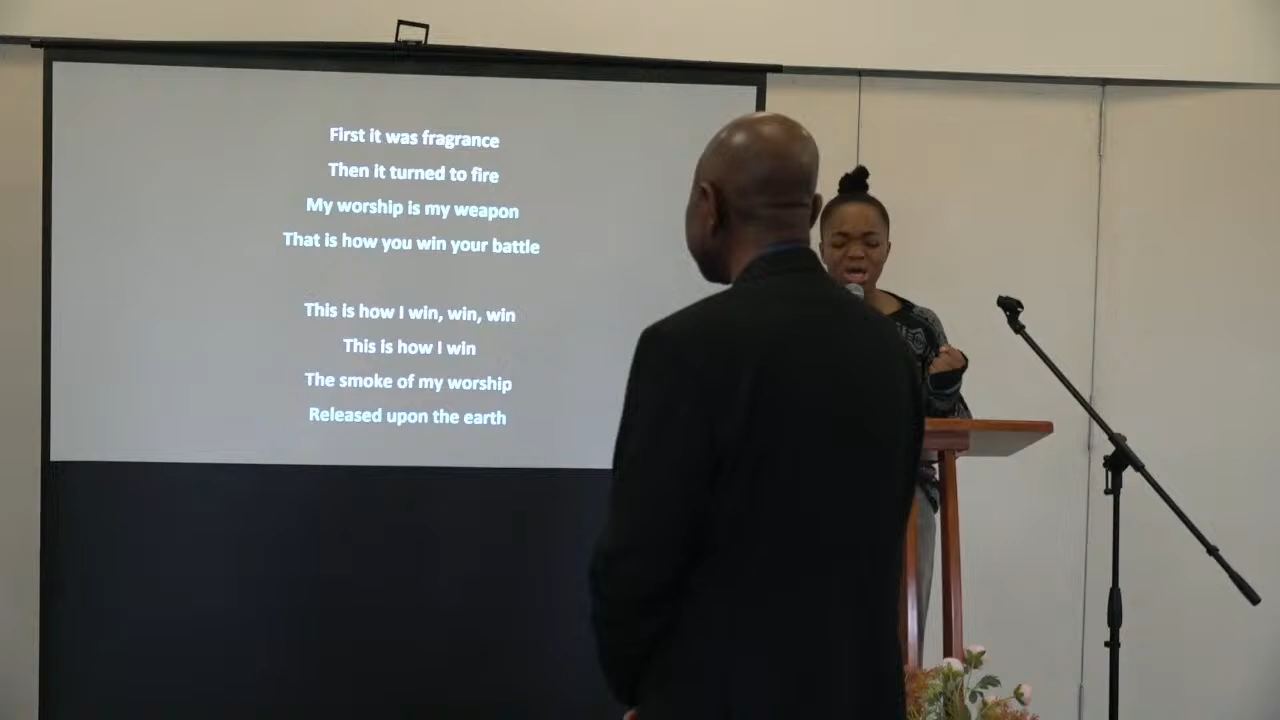 First it was fragrance
Then it turned to fire
My worship is my weapon
That is how you win your battle
This is how I win, win, win
This is how I win
The smoke of my worship
Released upon the earth